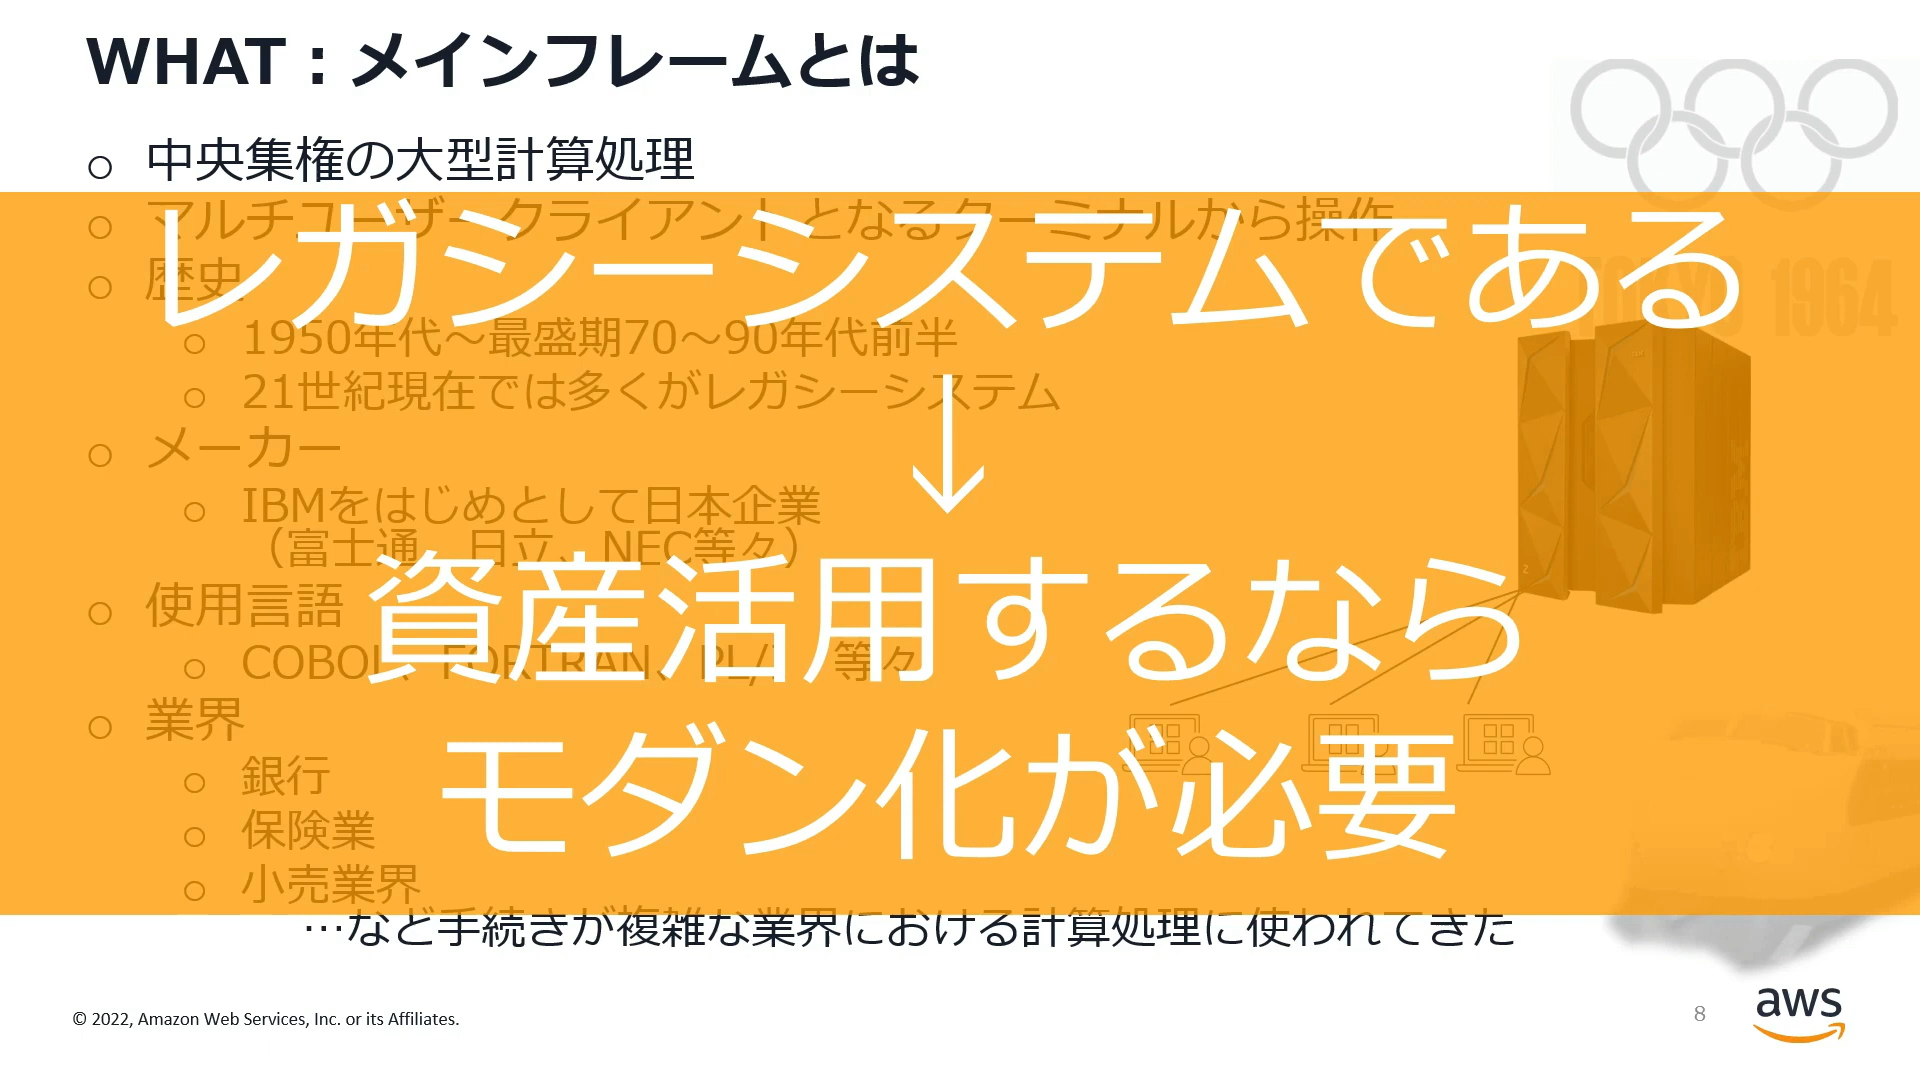 WHAT：メインフレームとは
○ 中央集権の大型計算処理
○ マルチユーザークライアントとなるターミナルから操作
○ 歴史
○ 1950年代～最盛期70～90年代前半
○ 21世紀現在では多くがレガシーシステム
○ メーカー
○ IBMをはじめとして日本企業
（富士通、日立、NEC等々）
○ 使用言語
○ COBOL、FORTRAN、PL/I、等々
○ 業界
○ 銀行
○ 保険業
○ 小売業界
…など手続きが複雑な業界における計算処理に使われてきた
レガシーシステムである
↓
資産活用するなら
モダン化が必要
TOKYO 1964
© 2022, Amazon Web Services, Inc. or its Affiliates.
8
aws